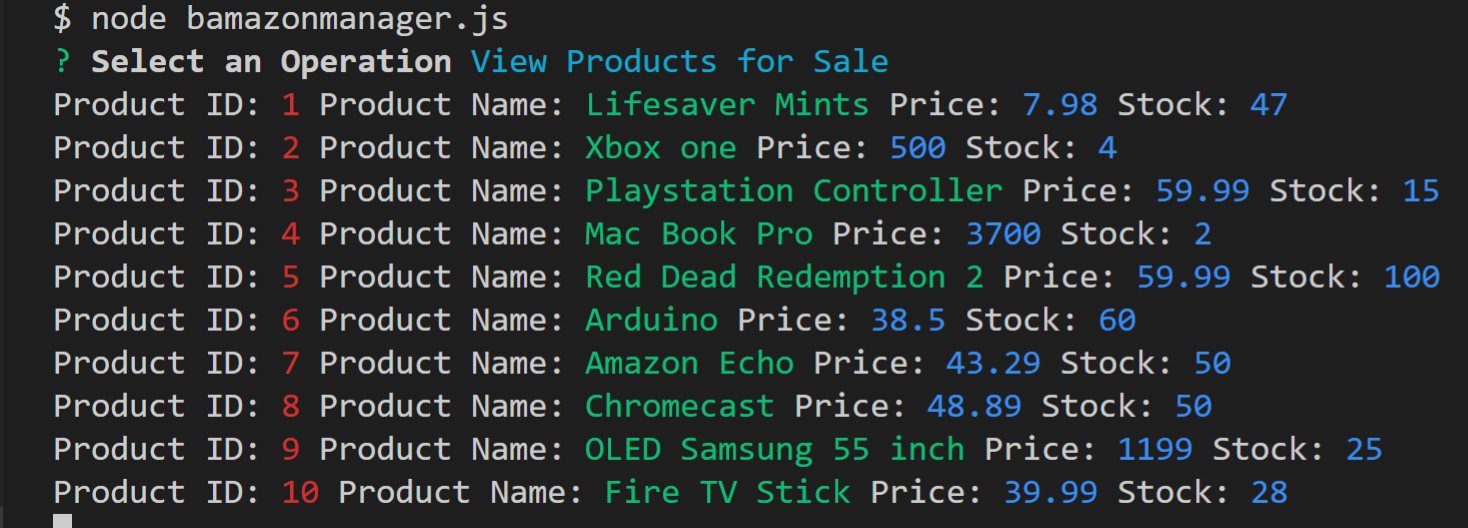 $ node bamazonmanager.js
? Select an Operation View Products for Sale
Product ID: 1 Product Name: Lifesaver Mints Price: 7.98 Stock: 47
Product ID: 2 Product Name: Xbox one Price: 500 Stock: 4
Product ID: 3 Product Name: Playstation Controller Price: 59.99 Stock: 15
Product ID: 4 Product Name: Mac Book Pro Price: 3700 Stock: 2
Product ID: 5 Product Name: Red Dead Redemption 2 Price: 59.99 Stock: 100
Product ID: 6 Product Name: Arduino Price: 38.5 Stock: 60
Product ID: 7 Product Name: Amazon Echo Price: 43.29 Stock: 50
Product ID: 8 Product Name: Chromecast Price: 48.89 Stock: 50
Product ID: 9 Product Name: OLED Samsung 55 inch Price: 1199 Stock: 25
Product ID: 10 Product Name: Fire TV Stick Price: 39.99 Stock: 28